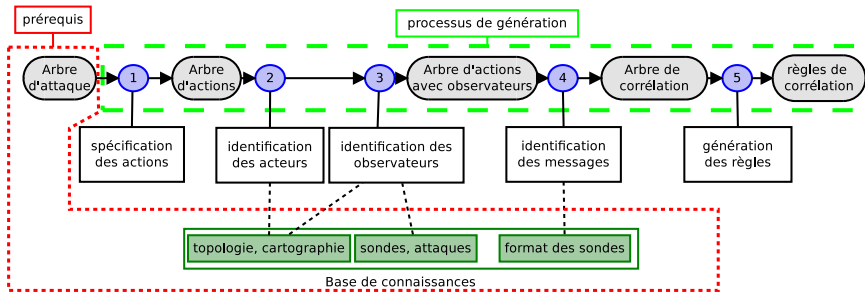 prérequis
processus de génération
Arbre
d'attaque
1
Arbre
d'actions
2
3
Arbre d'actions
avec observateurs
4
Arbre de
corrélation
5
règles de
corrélation
spécification
des actions
identification
des acteurs
identification des
observateurs
identification
des messages
génération
des règles
topologie, cartographie
sondes, attaques
format des sondes
Base de connaissances